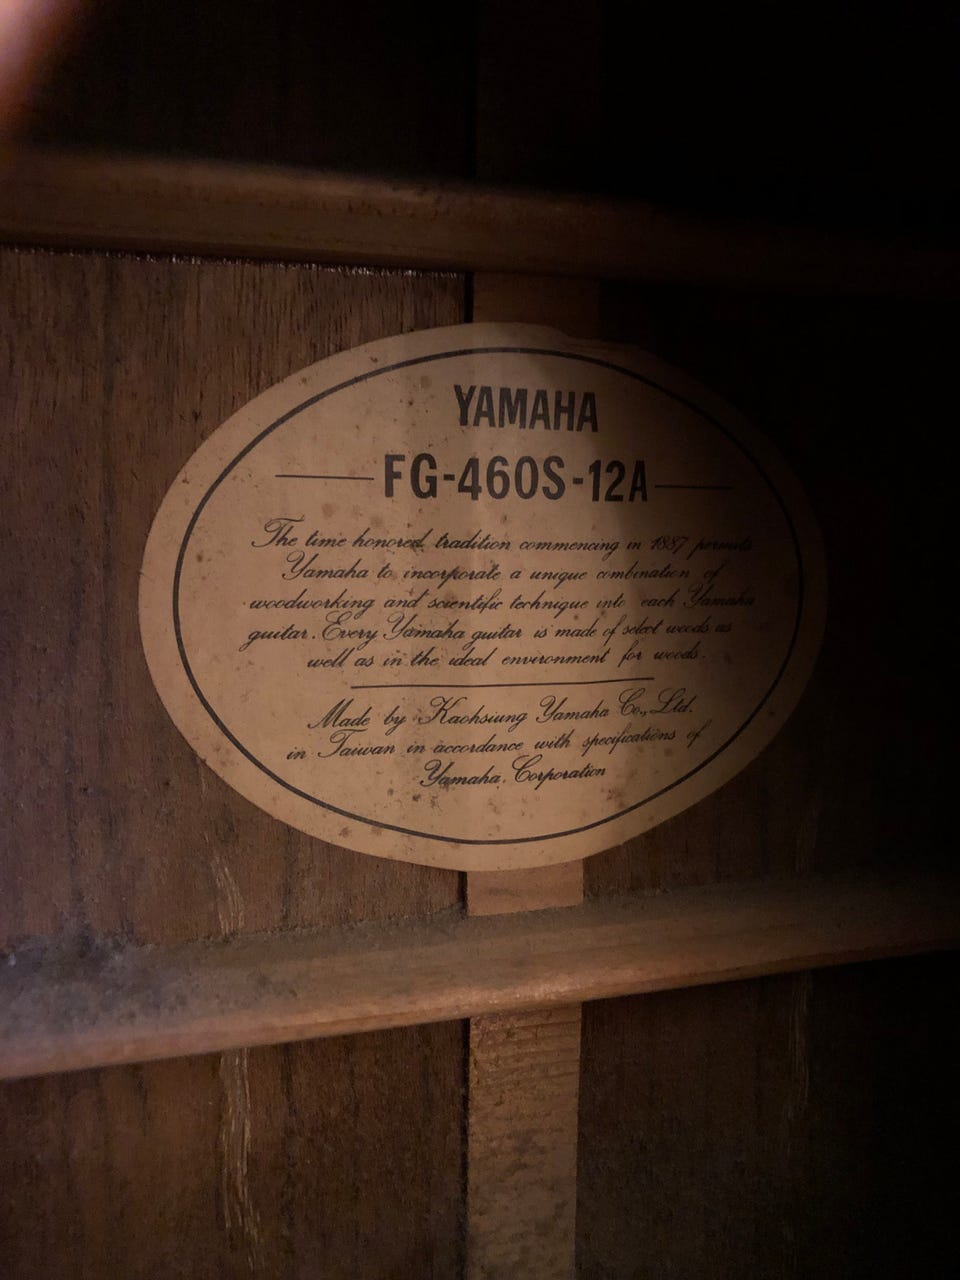 YAMAHA
FG-460S-12A
The time honored tradition commencing in 1887 permits
Yamaha to incorporate a unique combination of
woodworking and scientific technique into each Yamaha
guitar. Every Yamaha guitar is made of select woods as
well as in the ideal environment for woods.
Made by Kaohsiung Yamaha Co., Ltd.
in Taiwan in accordance with specifications of
Yamaha Corporation